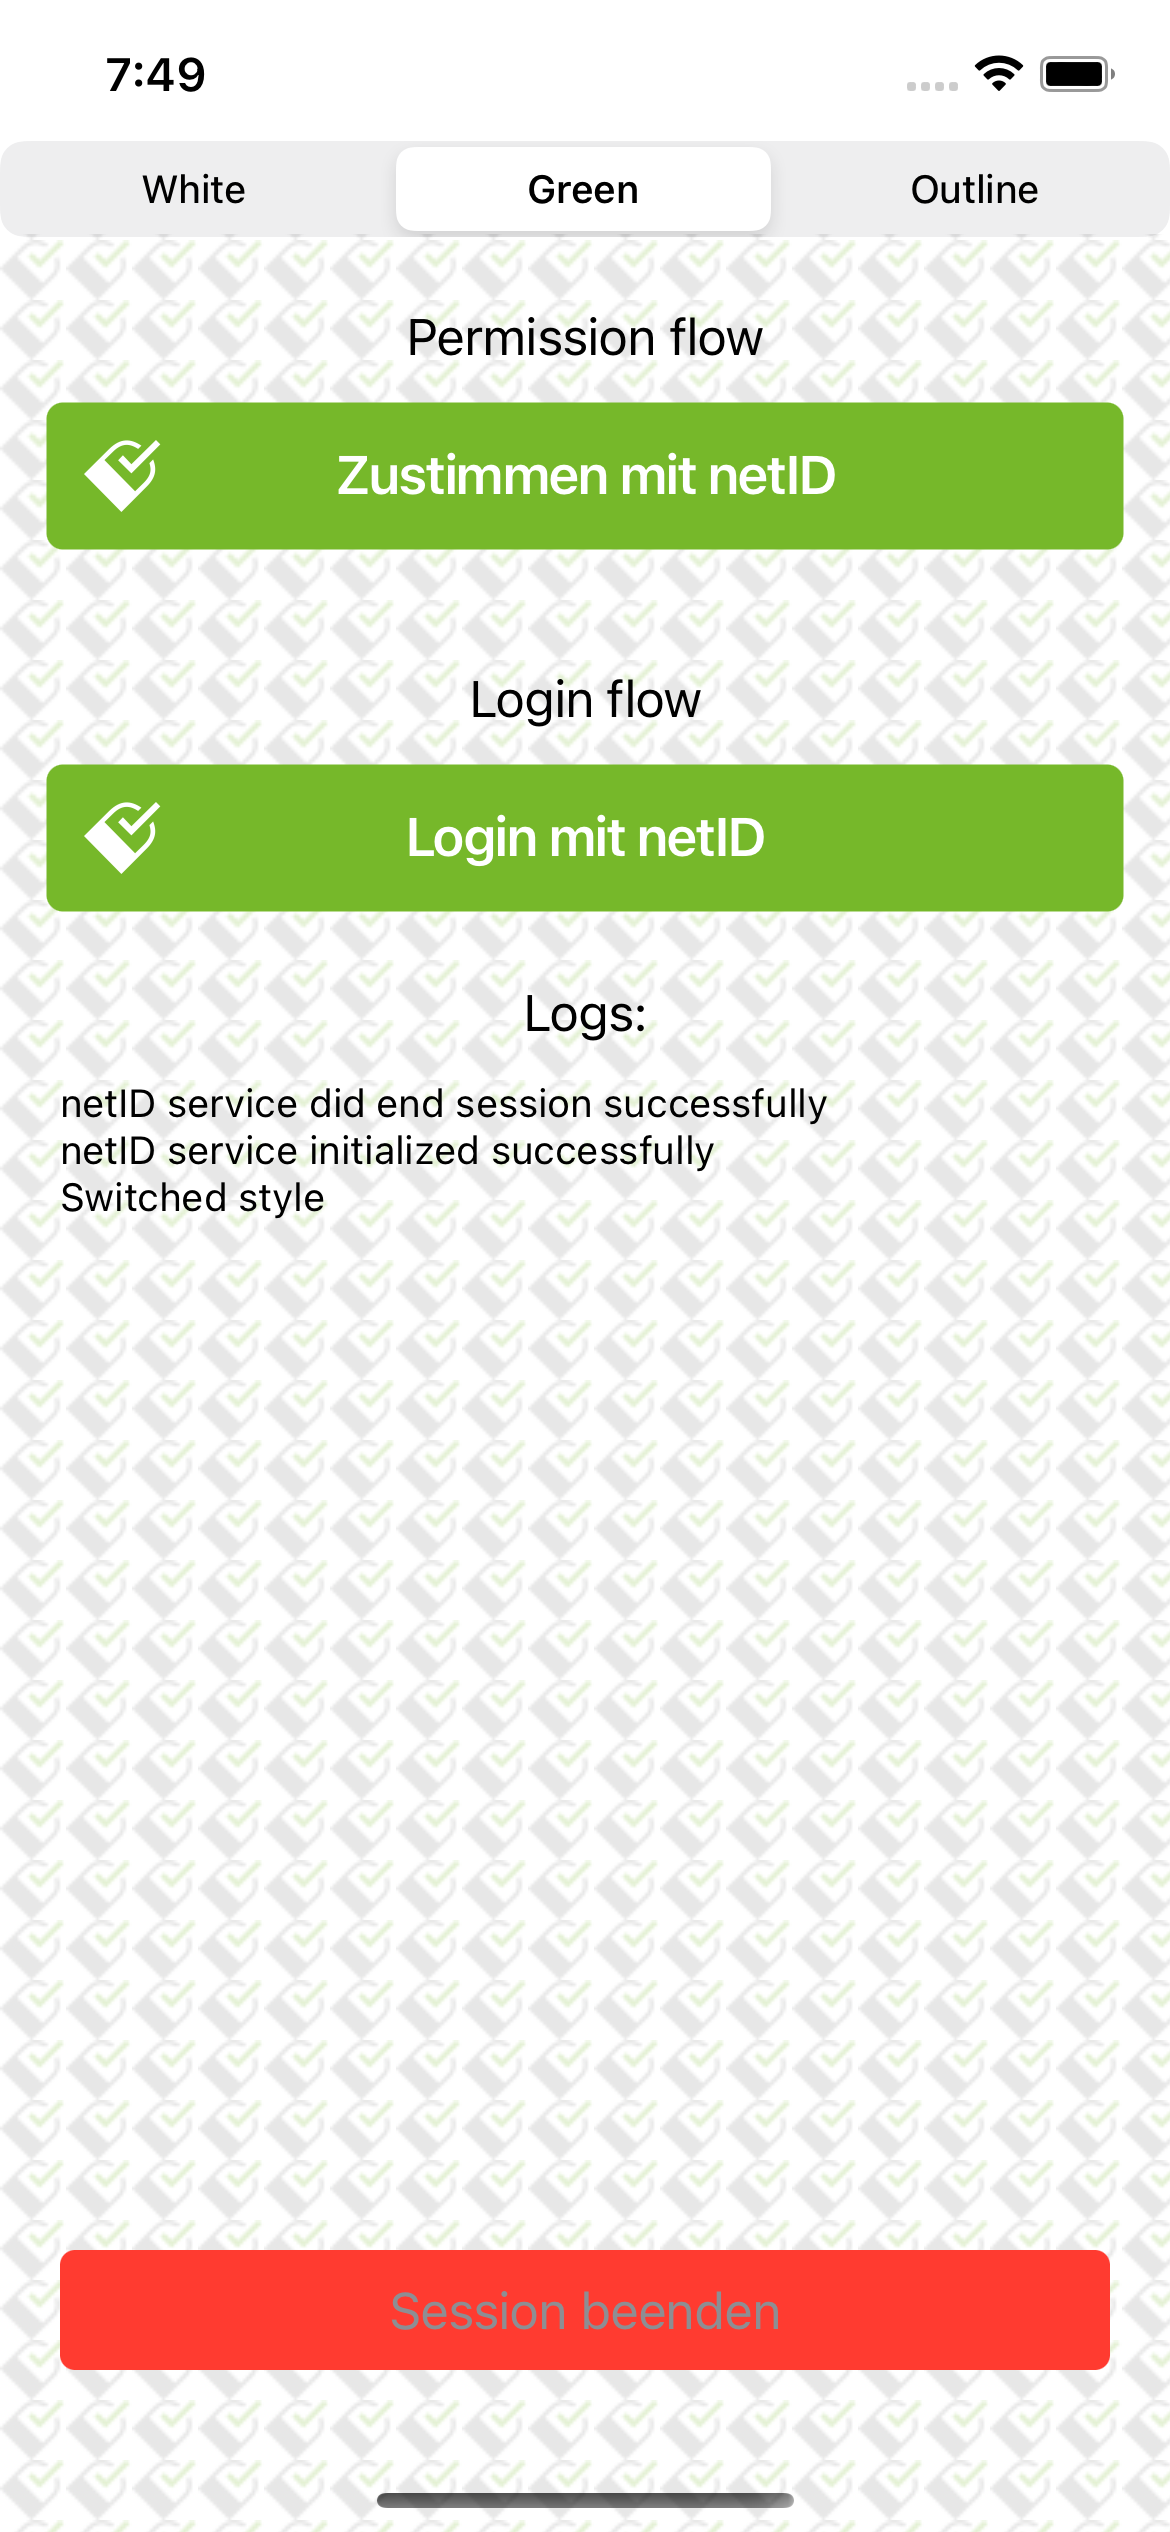 7:49
White
Green
Outline
Permission flow
Zustimmen mit netID
Login flow
Login mit netID
Logs:
netID service did end session successfully
netID service initialized successfully
Switched style
Session beenden